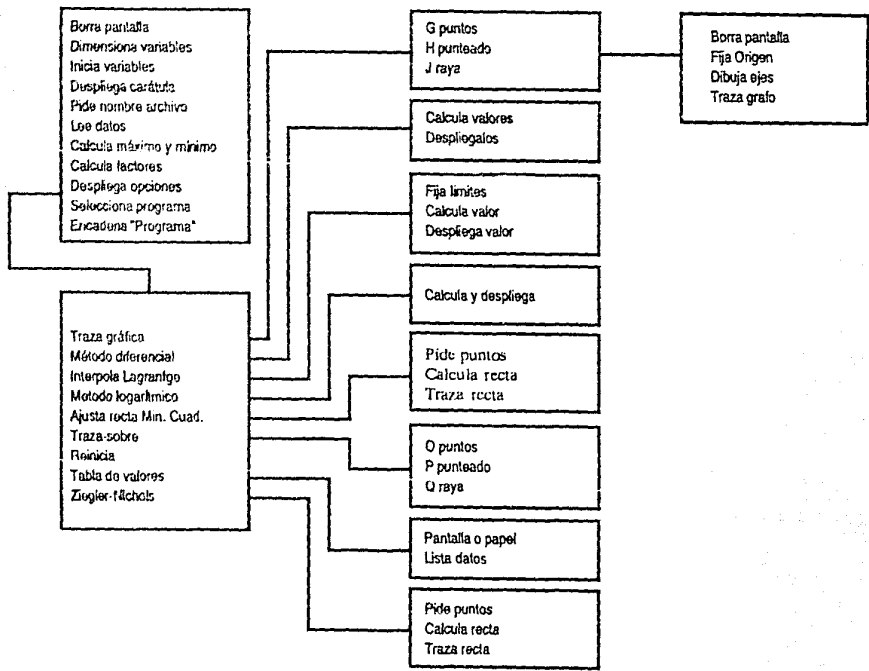 Borra pantalla
Dimensiona variables
Inicia variables
Despliega carátula
Pide nombre archivo
Lee datos
Calcula máximo y mínimo
Calcula factores
Despliega opciones
Selecciona programa
Encadena "Programa"
Traza gráfica
Método diferencial
Interpola Lagrantgo
Metodo logarítmico
Ajusta recta Min. Cuad.
Traza-sobre
Reinicia
Tabla de valores
Ziegler-Nichols
G puntos
H punteado
J raya
Calcula valores
Despliegalos
Fija limites
Calcula valor
Despliega valor
Calcula y despliega
Pide puntos
Calcula recta
Traza recta
O puntos
P punteado
Q raya
Pantalla o papel
Lista datos
Pide puntos
Calcula recta
Traza recta
Borra pantalla
Fija Origen
Dibuja ejes
Traza grafo